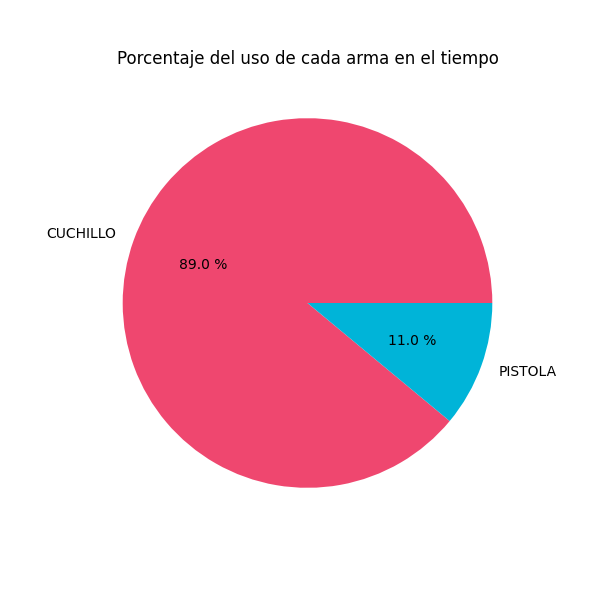 Porcentaje del uso de cada arma en el tiempo
CUCHILLO
89.0 %
11.0 %
PISTOLA